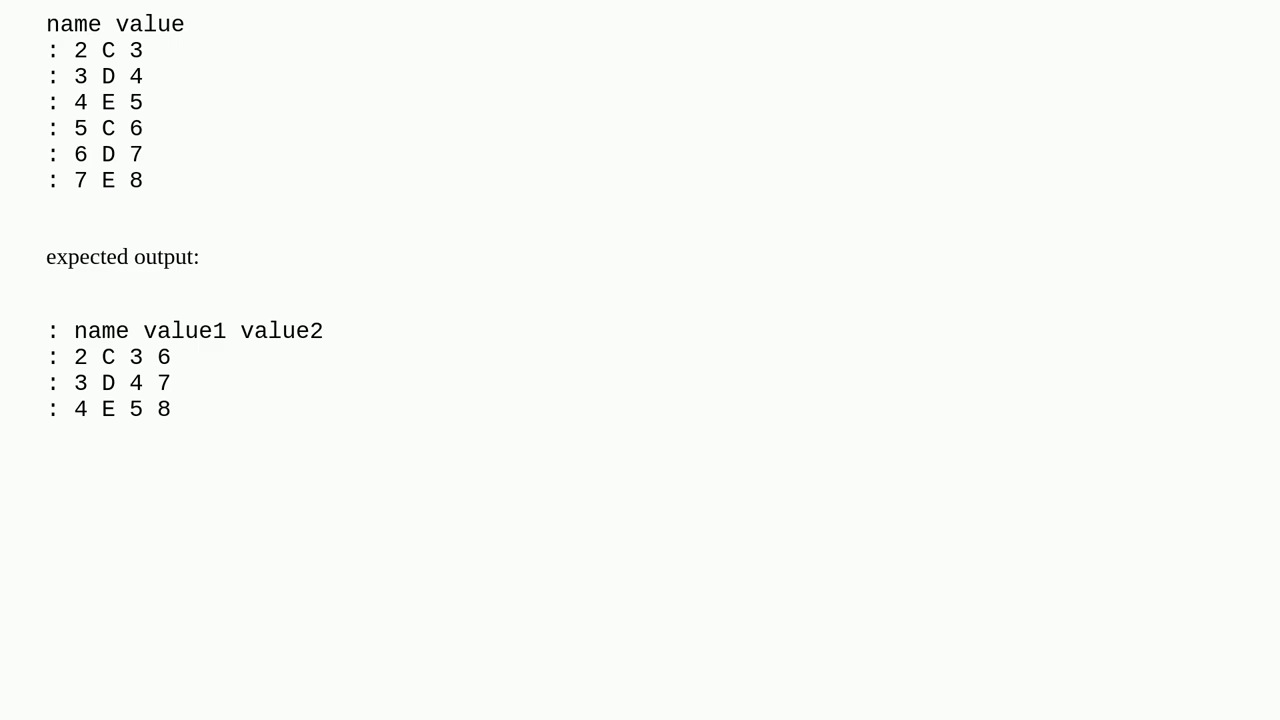 name value
: 2 C 3
: 3 D 4
: 4 E 5
: 5 C 6
: 6 D 7
: 7 E 8
expected output:
: name value1 value2
: 2 C 3 6
: 3 D 4 7
: 4 E 5 8